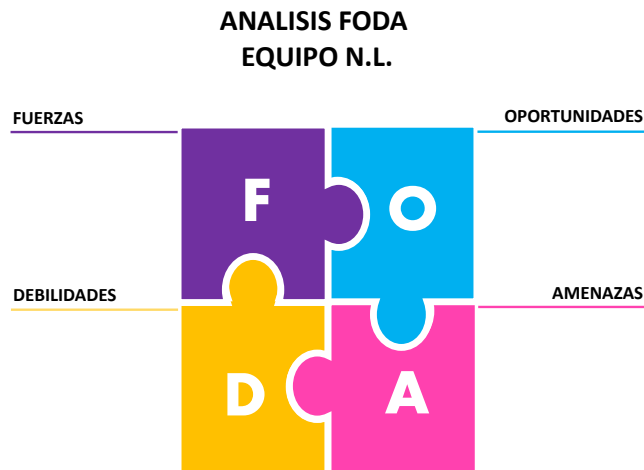 ANALISIS FODA
EQUIPO N.L.
FUERZAS
OPORTUNIDADES
F
O
DEBILIDADES
AMENAZAS
D
A